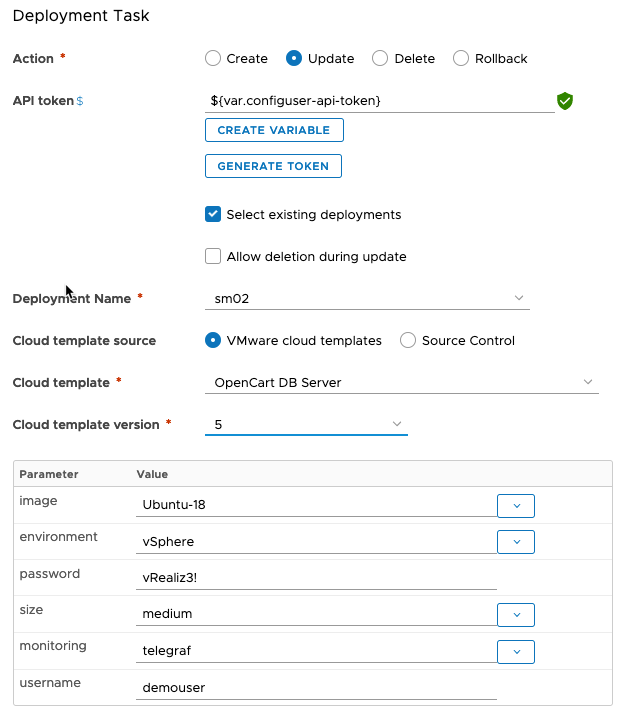 Deployment Task
Action * Create Update Delete Rollback
API token $ ${var.configuser-api-token}
CREATE VARIABLE
GENERATE TOKEN
Select existing deployments
Allow deletion during update
Deployment Name * sm02
Cloud template source VMware cloud templates Source Control
Cloud template * OpenCart DB Server
Cloud template version * 5
Parameter Value
image Ubuntu-18
environment vSphere
password vRealiz3!
size medium
monitoring telegraf
username demouser